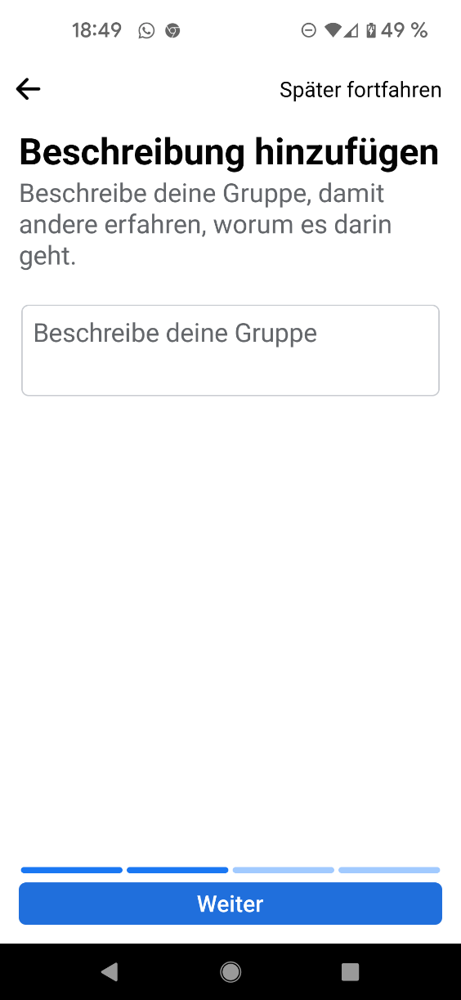 18:49
49 %
Später fortfahren
Beschreibung hinzufügen
Beschreibe deine Gruppe, damit
andere erfahren, worum es darin
geht.
Beschreibe deine Gruppe
Weiter